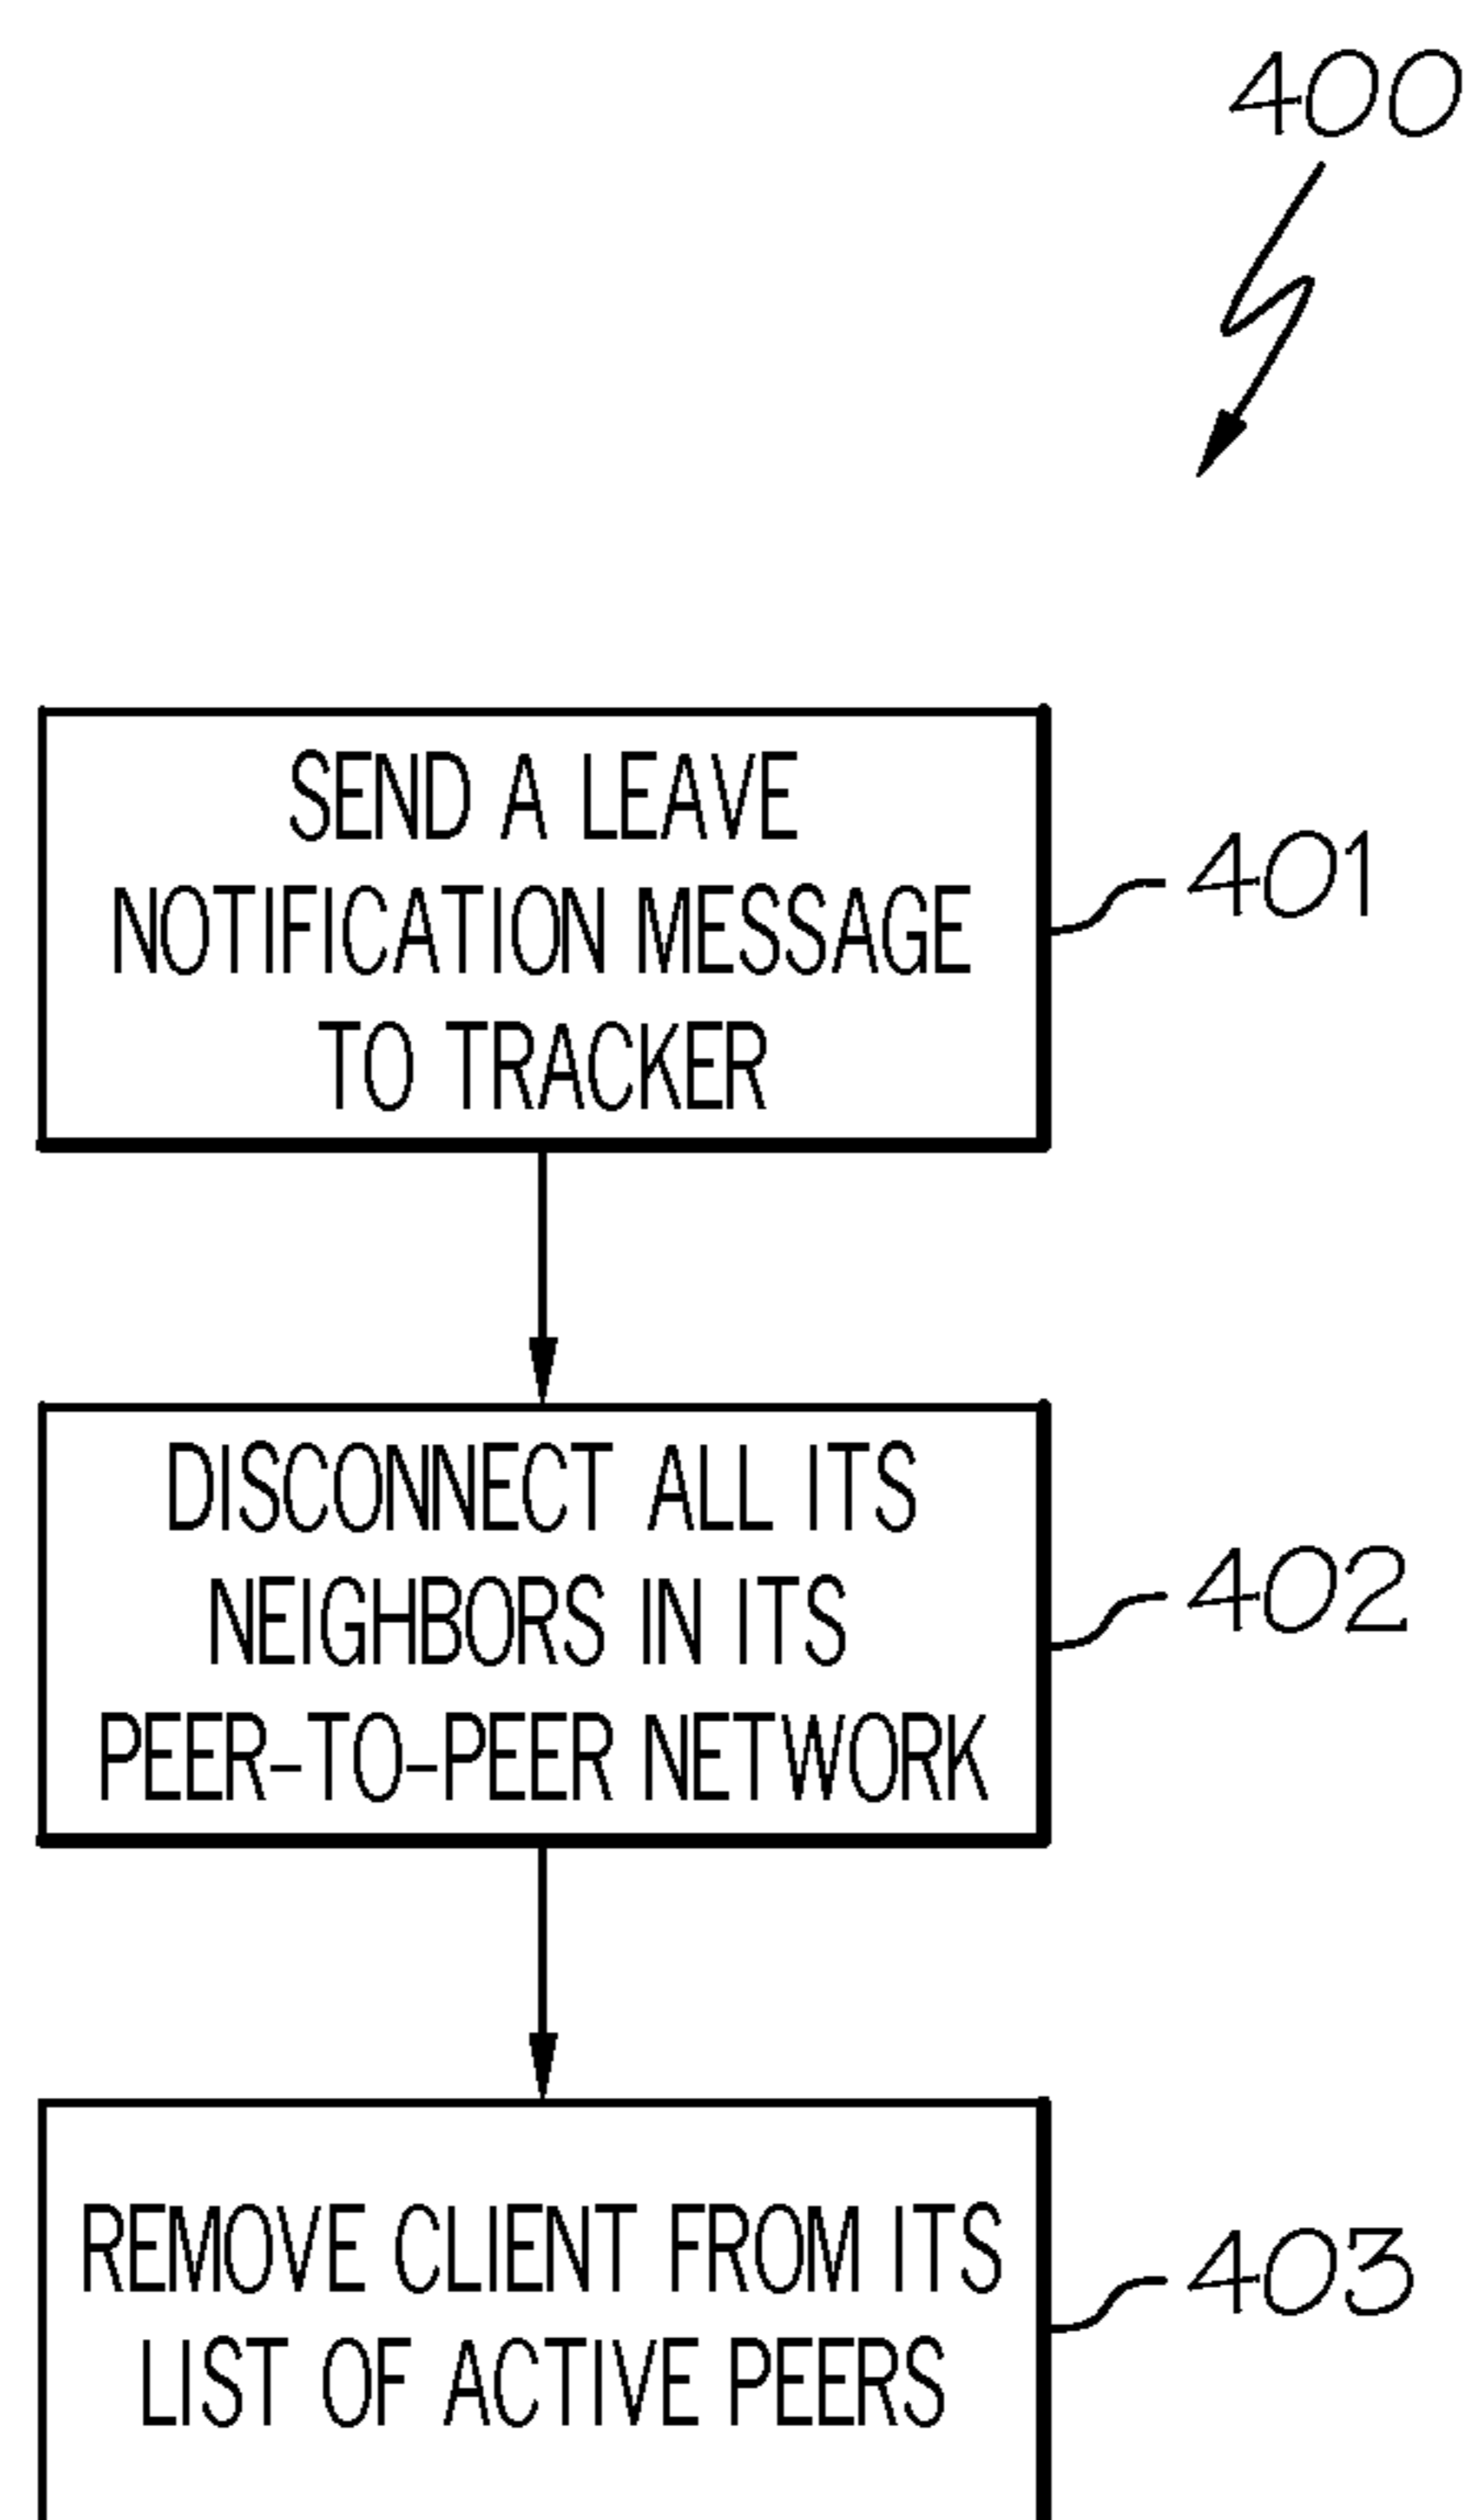 400
SEND A LEAVE
NOTIFICATION MESSAGE
TO TRACKER
401
DISCONNECT ALL ITS
NEIGHBORS IN ITS
PEER-TO-PEER NETWORK
402
REMOVE CLIENT FROM ITS
LIST OF ACTIVE PEERS
403